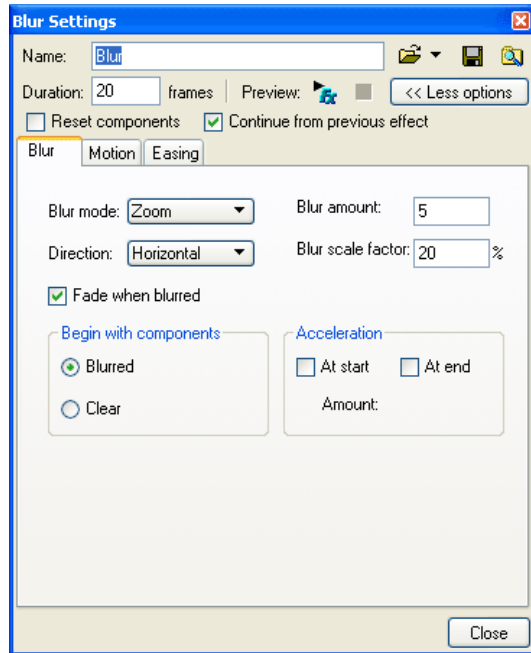 Blur Settings
Name: Blur
Duration: 20 frames Preview: Fx << Less options
Reset components Continue from previous effect
Blur Motion Easing
Blur mode: Zoom Blur amount: 5
Direction: Horizontal Blur scale factor: 20 %
Fade when blurred
Begin with components Acceleration
Blurred At start At end
Clear Amount:
Close